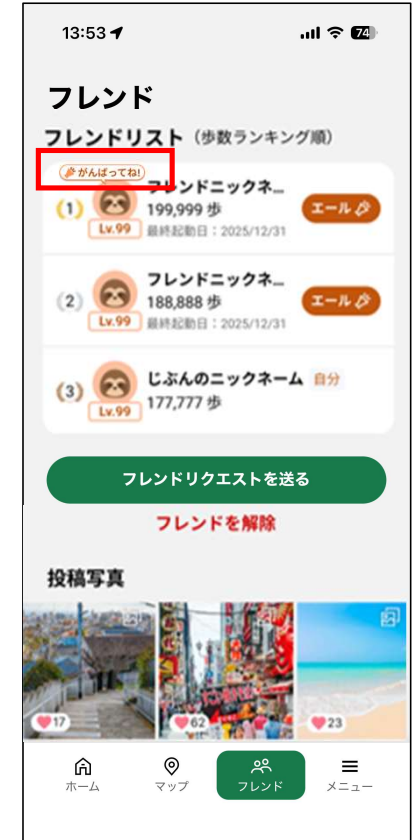 13:53
74
フレンド
フレンドリスト（歩数ランキング順）
がんばってね!
フレンドニックネ...
(1)
199,999 歩
エール
Lv.99
最終起動日：2025/12/31
フレンドニックネ...
(2)
188,888 歩
エール
Lv.99
最終起動日：2025/12/31
じぶんのニックネーム 自分
(3)
177,777 歩
Lv.99
フレンドリクエストを送る
フレンドを解除
投稿写真
17
62
23
ホーム
マップ
フレンド
メニュー